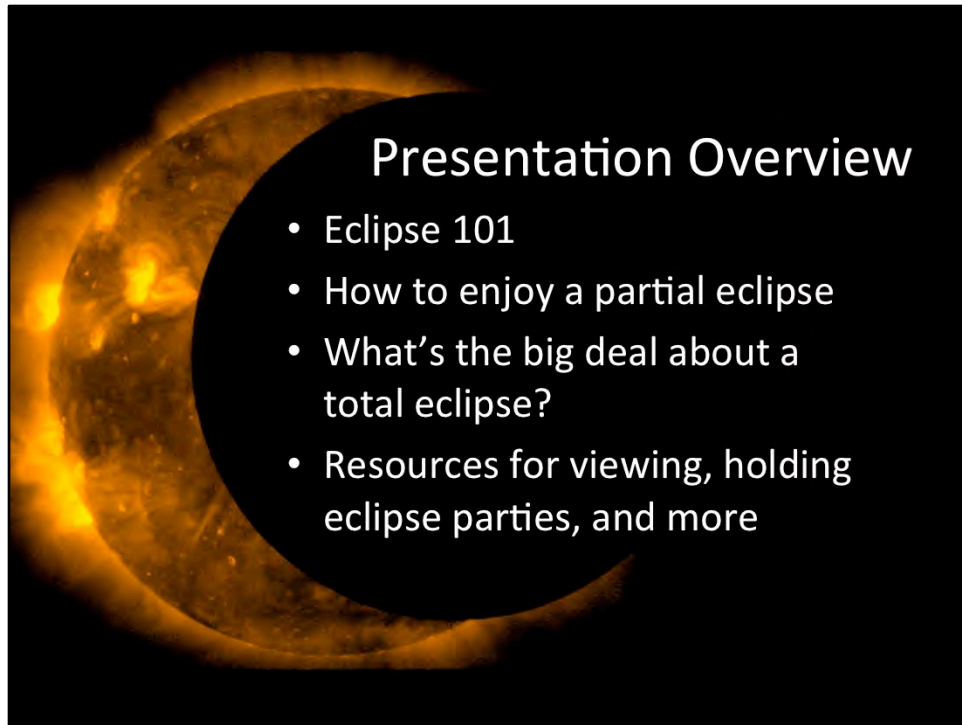 Presentation Overview
• Eclipse 101
• How to enjoy a partial eclipse
• What’s the big deal about a
total eclipse?
• Resources for viewing, holding
eclipse parties, and more